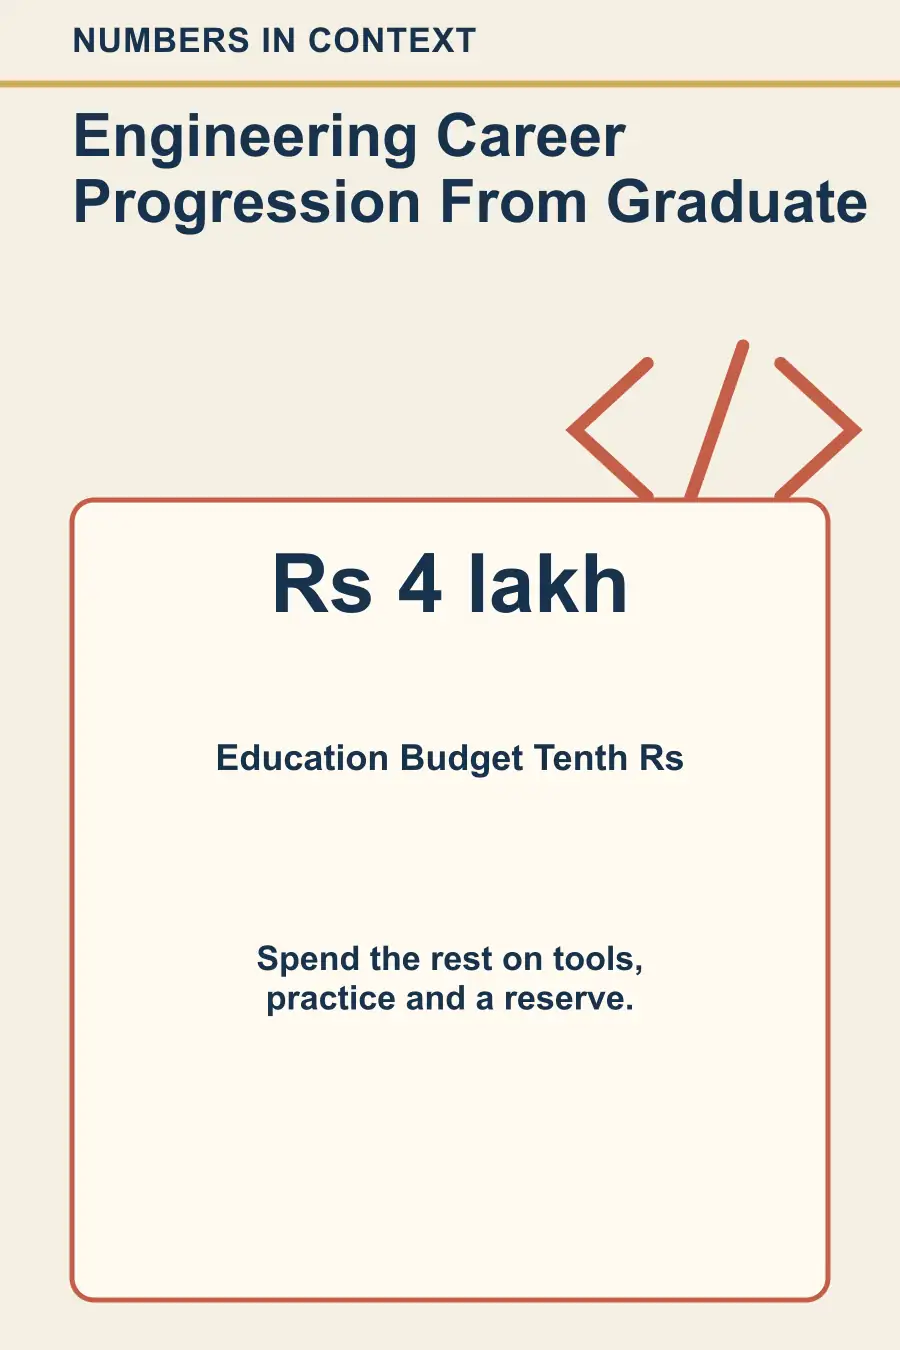 NUMBERS IN CONTEXT
Engineering Career
Progression From Graduate
Rs 4 lakh
Education Budget Tenth Rs
Spend the rest on tools,
practice and a reserve.